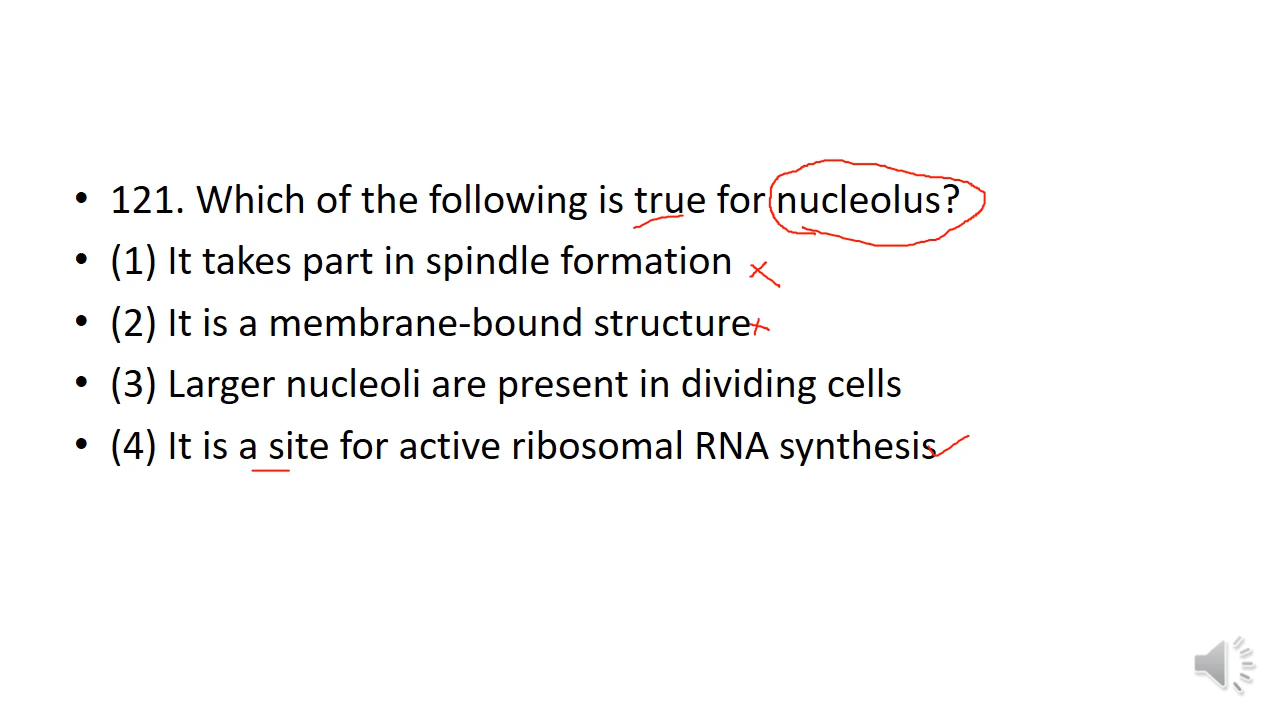 • 121. Which of the following is true for nucleolus?
• (1) It takes part in spindle formation
• (2) It is a membrane-bound structure
• (3) Larger nucleoli are present in dividing cells
• (4) It is a site for active ribosomal RNA synthesis